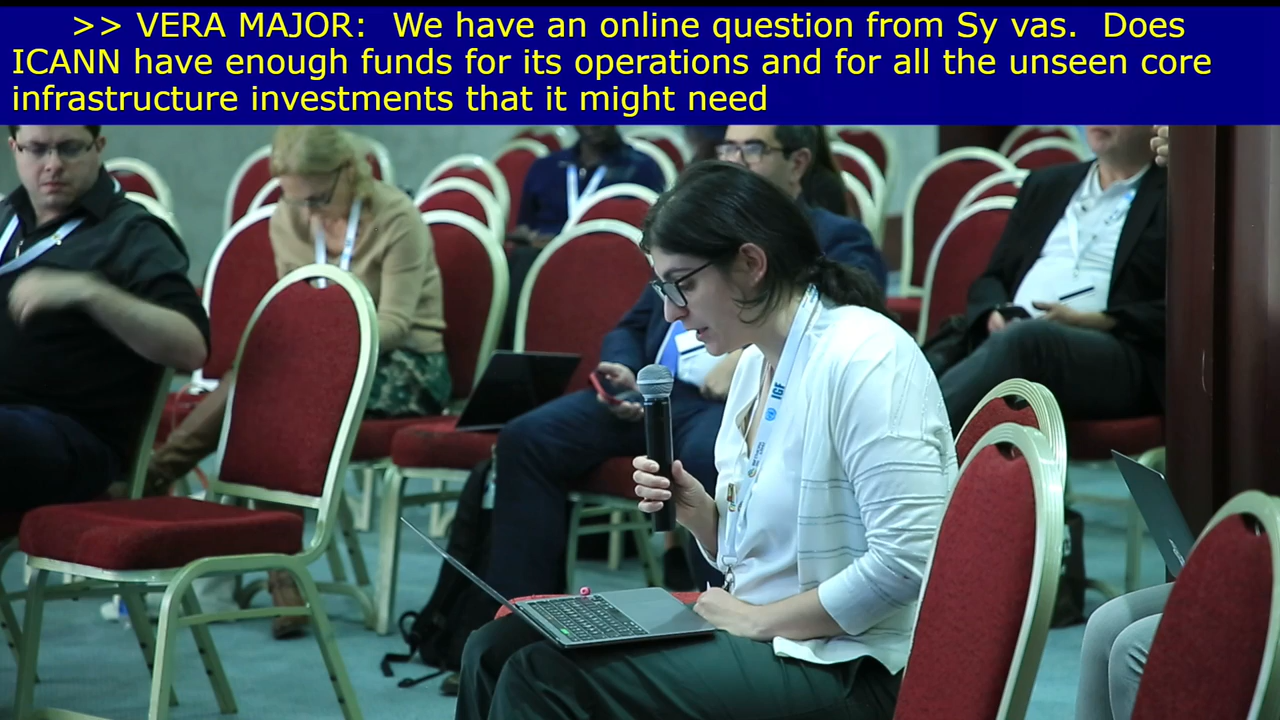 >> VERA MAJOR:  We have an online question from Sy vas.  Does
ICANN have enough funds for its operations and for all the unseen core
infrastructure investments that it might need
IGF